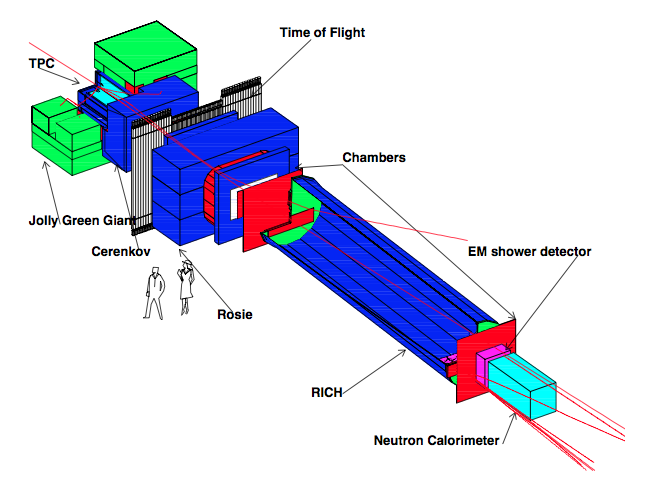 Time of Flight
TPC
Chambers
Jolly Green Giant
Cerenkov
EM shower detector
Rosie
RICH
Neutron Calorimeter